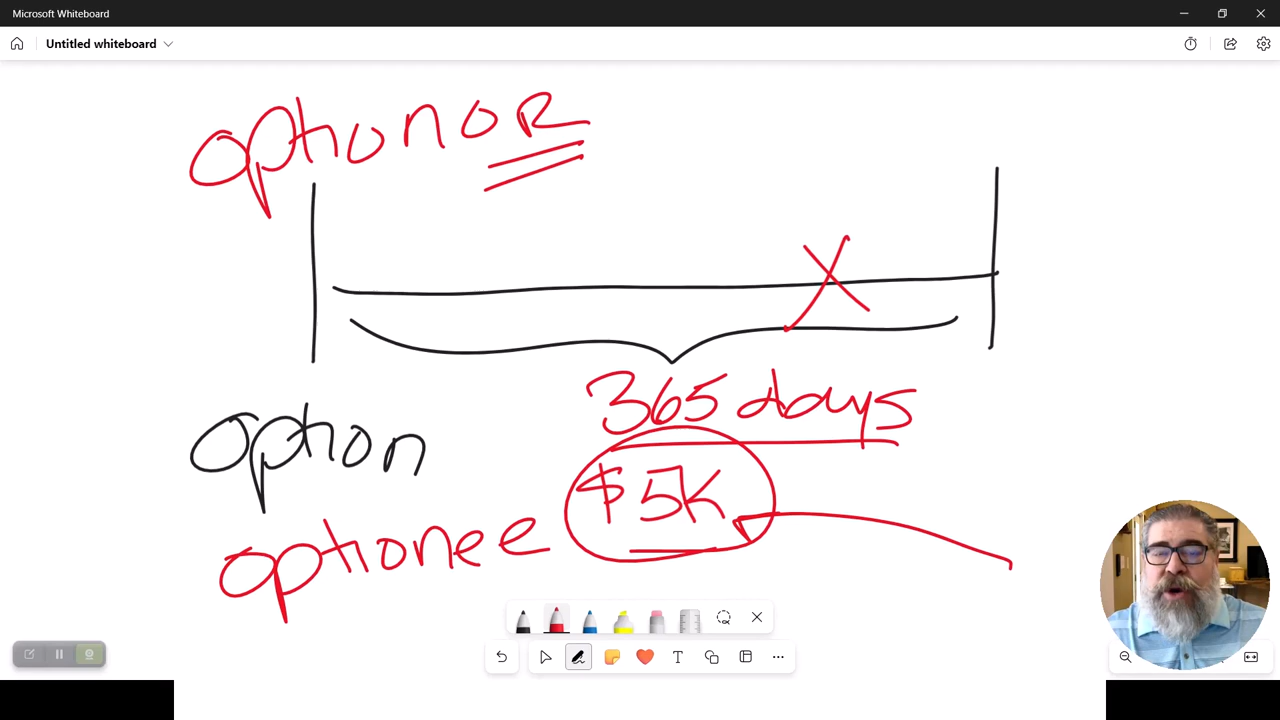 Microsoft Whiteboard
Untitled whiteboard
optionoR
X
365 days
option
$5K
optionee
T